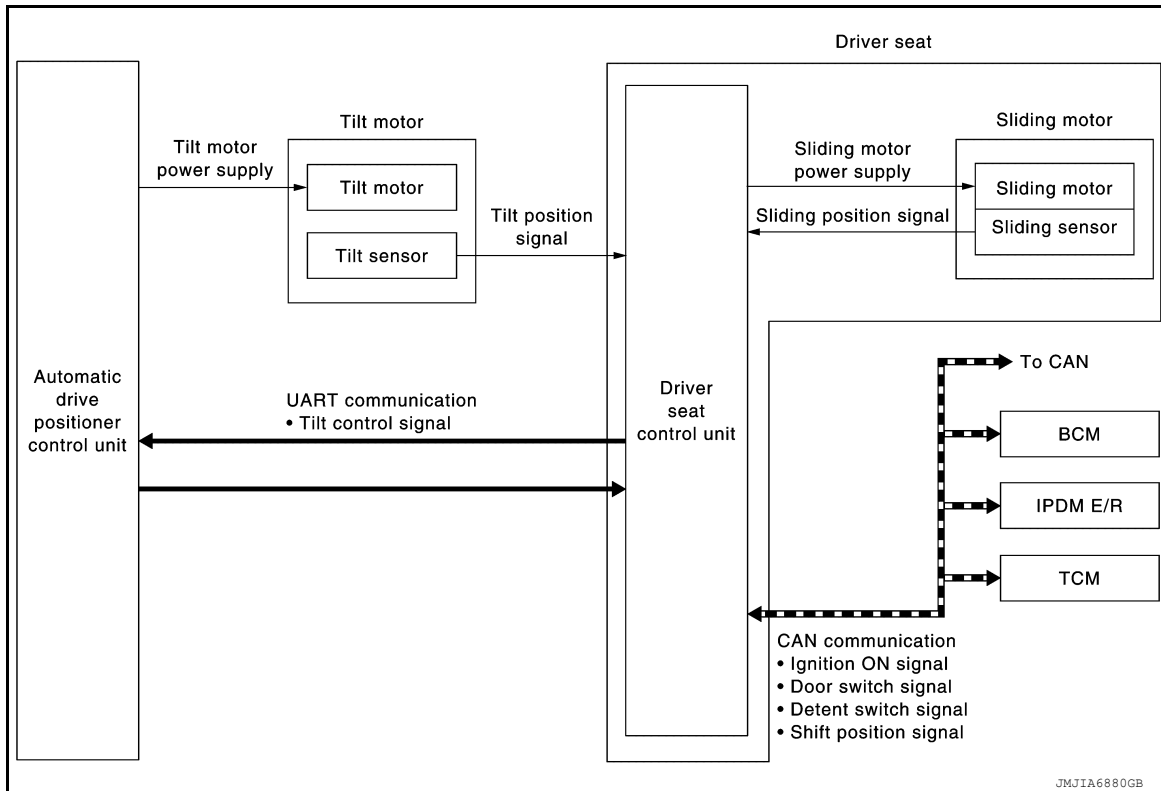 Driver seat
Tilt motor
Sliding motor
Tilt motor
power supply
Tilt motor
Tilt sensor
Tilt position
signal
Sliding motor
power supply
Sliding position signal
Sliding motor
Sliding sensor
Automatic
drive
positioner
control unit
UART communication
• Tilt control signal
Driver
seat
control unit
To CAN
BCM
IPDM E/R
TCM
CAN communication
• Ignition ON signal
• Door switch signal
• Detent switch signal
• Shift position signal
JMJIA6880GB